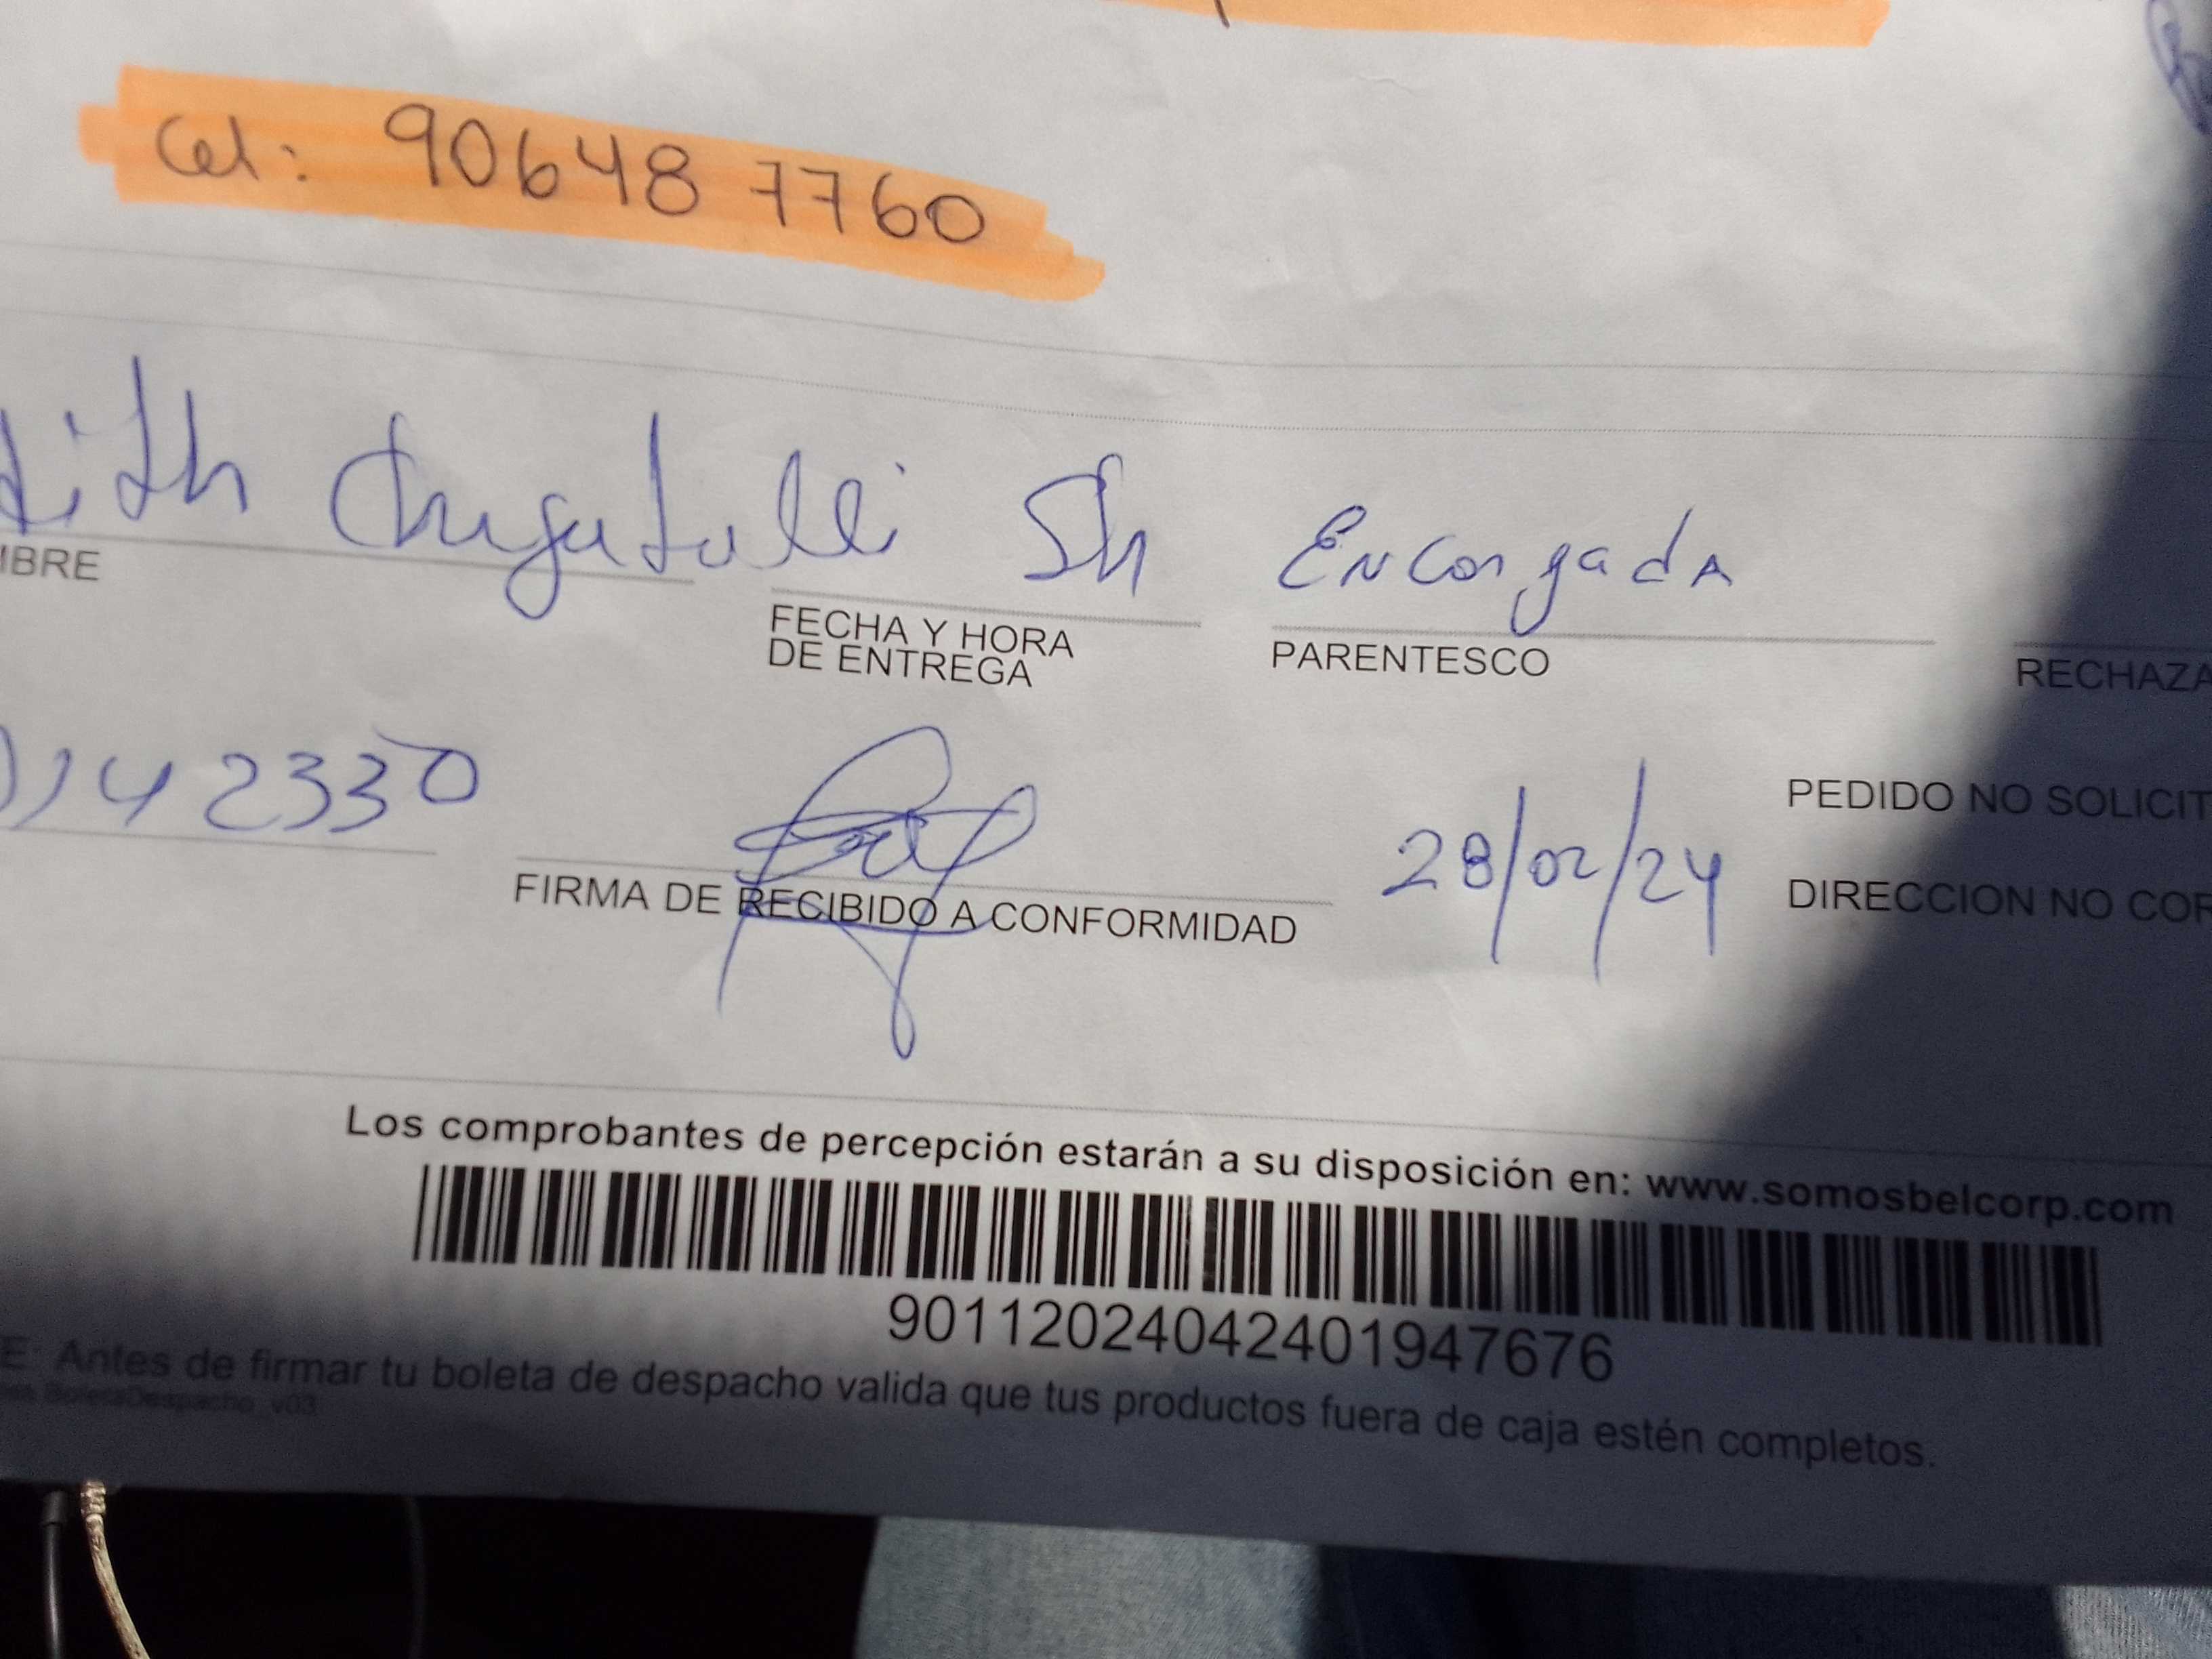 Cel: 906487760
Encargada
FECHA Y HORA
DE ENTREGA
PARENTESCO
142330
28/02/24
PEDIDO NO SOLICIT
FIRMA DE RECIBIDO A CONFORMIDAD
DIRECCION NO COR
Los comprobantes de percepción estarán a su disposición en: www.somosbelcorp.com
90112024042401947676
E: Antes de firmar tu boleta de despacho valida que tus productos fuera de caja estén completos.